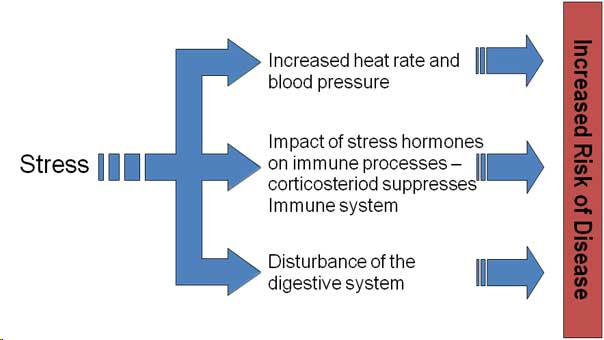 Stress
Increased heat rate and
blood pressure
Impact of stress hormones
on immune processes –
corticosteriod suppresses
Immune system
Disturbance of the
digestive system
Increased Risk of Disease